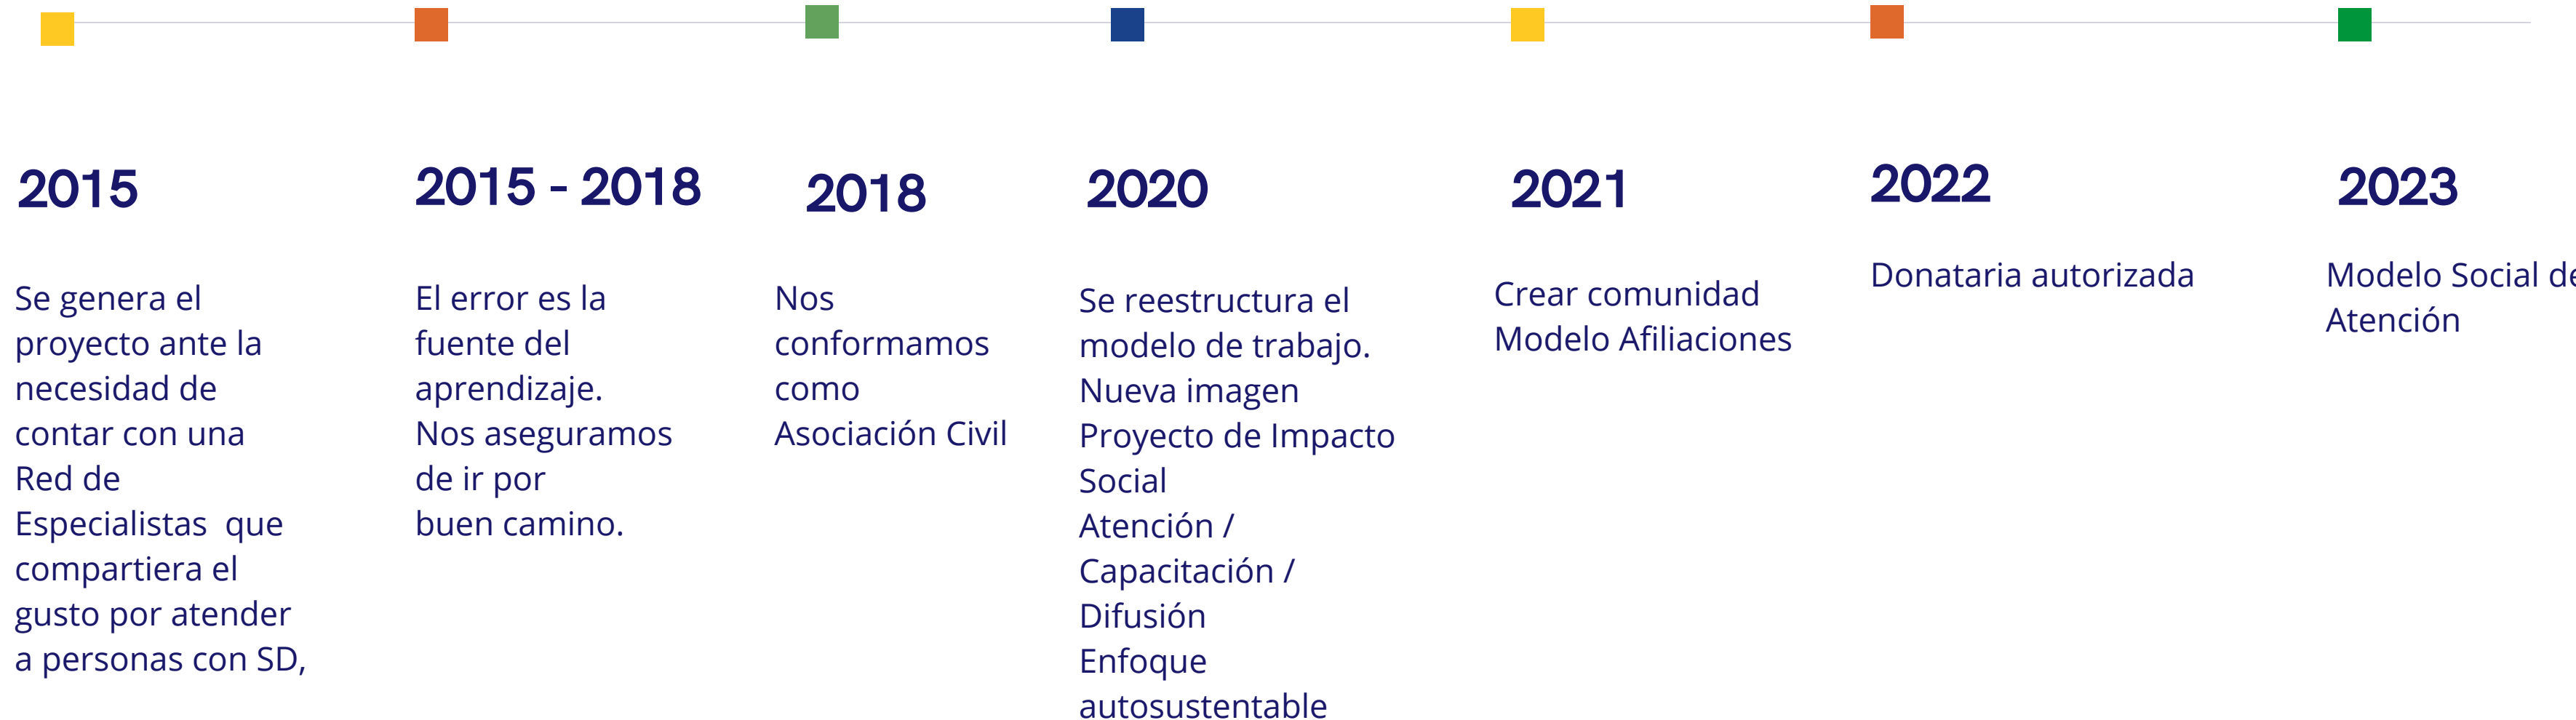 2015
Se genera el
proyecto ante la
necesidad de
contar con una
Red de
Especialistas  que
compartiera el
gusto por atender
a personas con SD,
2015 - 2018
El error es la
fuente del
aprendizaje.
Nos aseguramos
de ir por
buen camino.
2018
Nos
conformamos
como
Asociación Civil
2020
Se reestructura el
modelo de trabajo.
Nueva imagen
Proyecto de Impacto
Social
Atención /
Capacitación /
Difusión
Enfoque
autosustentable
2021
Crear comunidad
Modelo Afiliaciones
2022
Donataria autorizada
2023
Modelo Social de
Atención